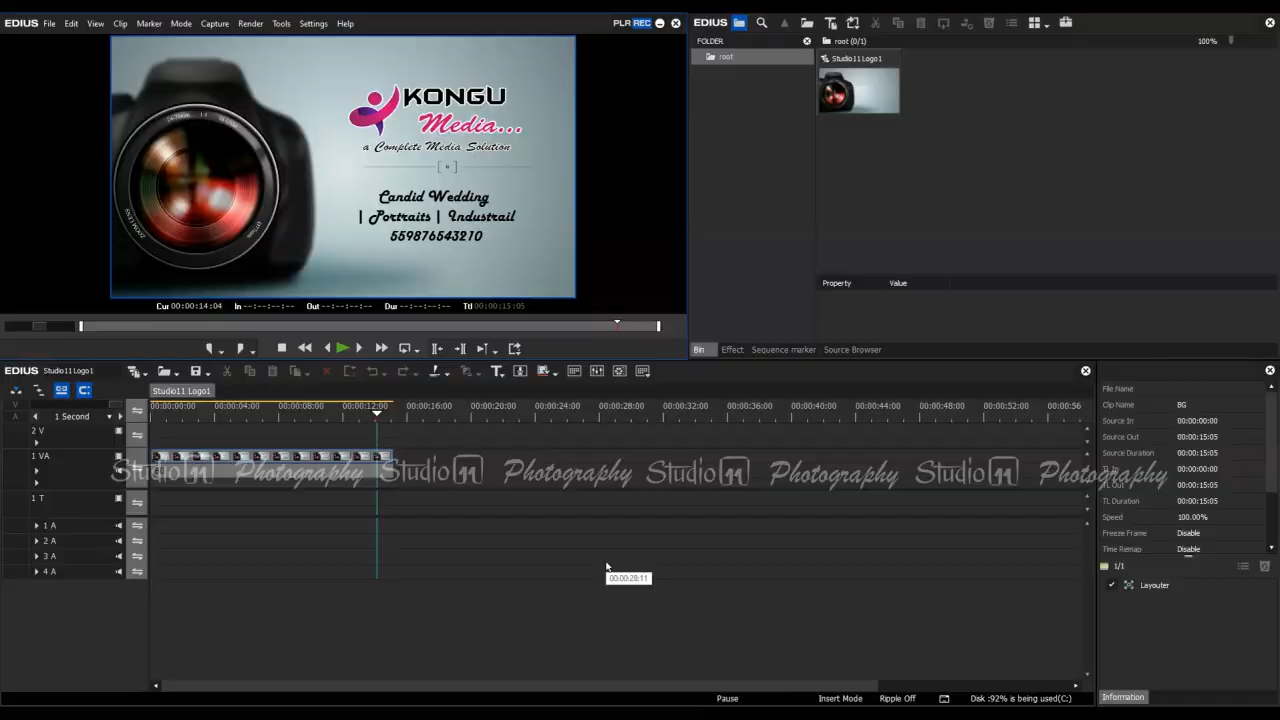 EDIUS File Edit View Clip Marker Mode Capture Render Tools Settings Help PLR REC
KONGU
Media...
a Complete Media Solution
Candid Wedding
| Portraits | Industrail
559876543210
Cur 00:00:14:04 In --:--:--:-- Out --:--:--:-- Dur --:--:--:-- Ttl 00:00:15:05
EDIUS
FOLDER
root
root (0/1) 100%
Studio11 Logo1
Property Value
Bin Effect Sequence marker Source Browser
EDIUS Studio11 Logo1
Studio11 Logo1
V
A
1 Second
00:00:00:00 00:00:04:00 00:00:08:00 00:00:12:00 00:00:16:00 00:00:20:00 00:00:24:00 00:00:28:00 00:00:32:00 00:00:36:00 00:00:40:00 00:00:44:00 00:00:48:00 00:00:52:00 00:00:56
2 V
1 VA
1 T
1 A
2 A
3 A
4 A
Studio11 Photography Studio11 Photography Studio11 Photography Studio11 Photography
00:00:28:11
File Name
Clip Name BG
Source In 00:00:00:00
Source Out 00:00:15:05
Source Duration 00:00:15:05
TL In 00:00:00:00
TL Out 00:00:15:05
TL Duration 00:00:15:05
Speed 100.00%
Freeze Frame Disable
Time Remap Disable
1/1
Layouter
Information
Pause Insert Mode Ripple Off Disk :92% is being used(C:)